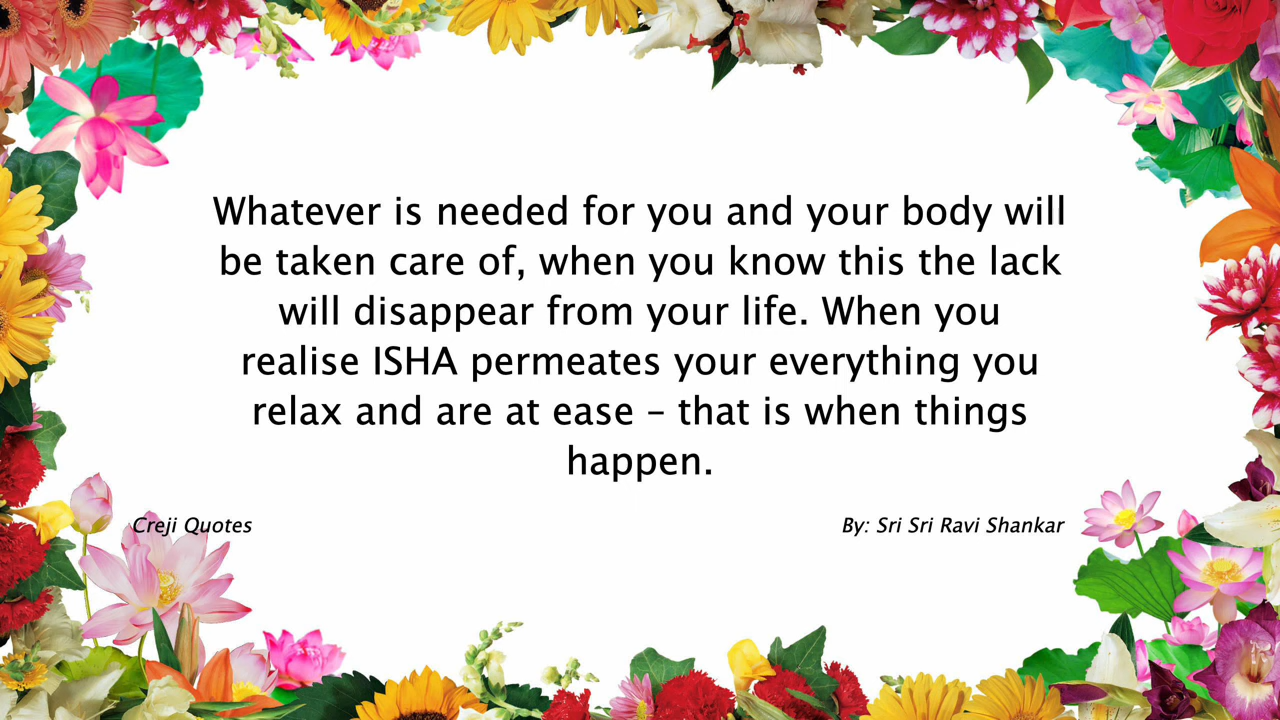 Whatever is needed for you and your body will
be taken care of, when you know this the lack
will disappear from your life. When you
realise ISHA permeates your everything you
relax and are at ease – that is when things
happen.
Creji Quotes
By: Sri Sri Ravi Shankar